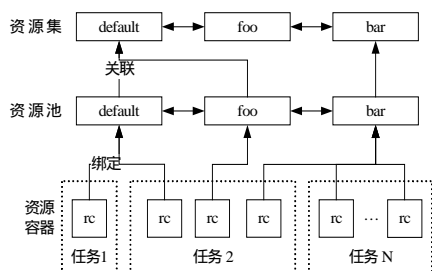 资源集 default foo bar
关联
资源池 default foo bar
绑定
资源
容器
rc rc rc rc rc … rc
任务1 任务 2 任务 N